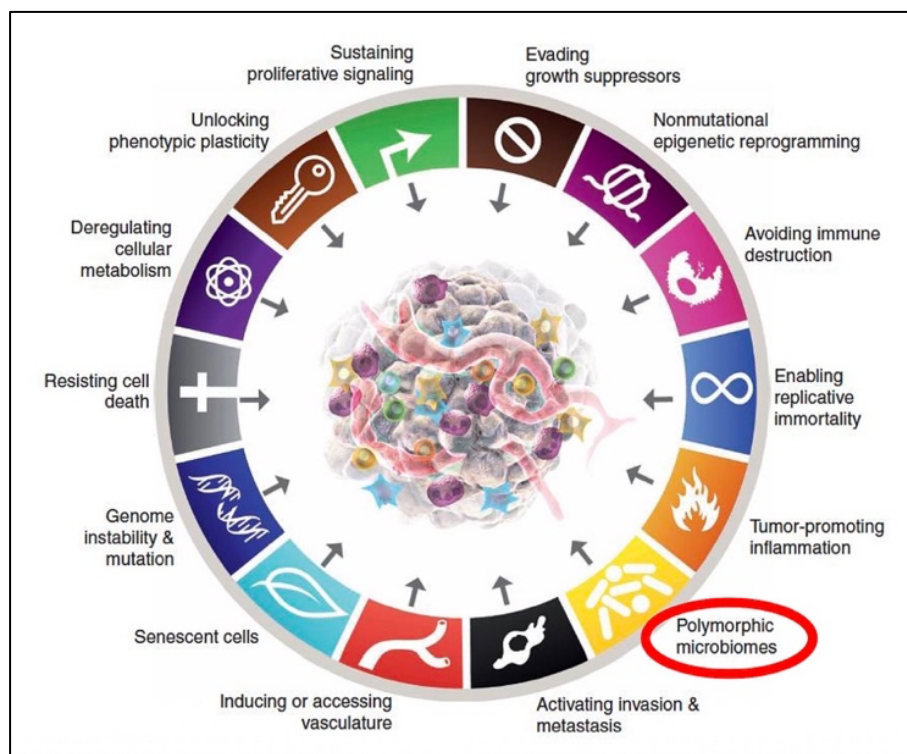 Sustaining
proliferative signaling
Evading
growth suppressors
Unlocking
phenotypic plasticity
Nonmutational
epigenetic reprogramming
Deregulating
cellular
metabolism
Avoiding immune
destruction
Resisting cell
death
Enabling
replicative
immortality
Genome
instability &
mutation
Tumor-promoting
inflammation
Senescent cells
Polymorphic
microbiomes
Inducing or accessing
vasculature
Activating invasion &
metastasis